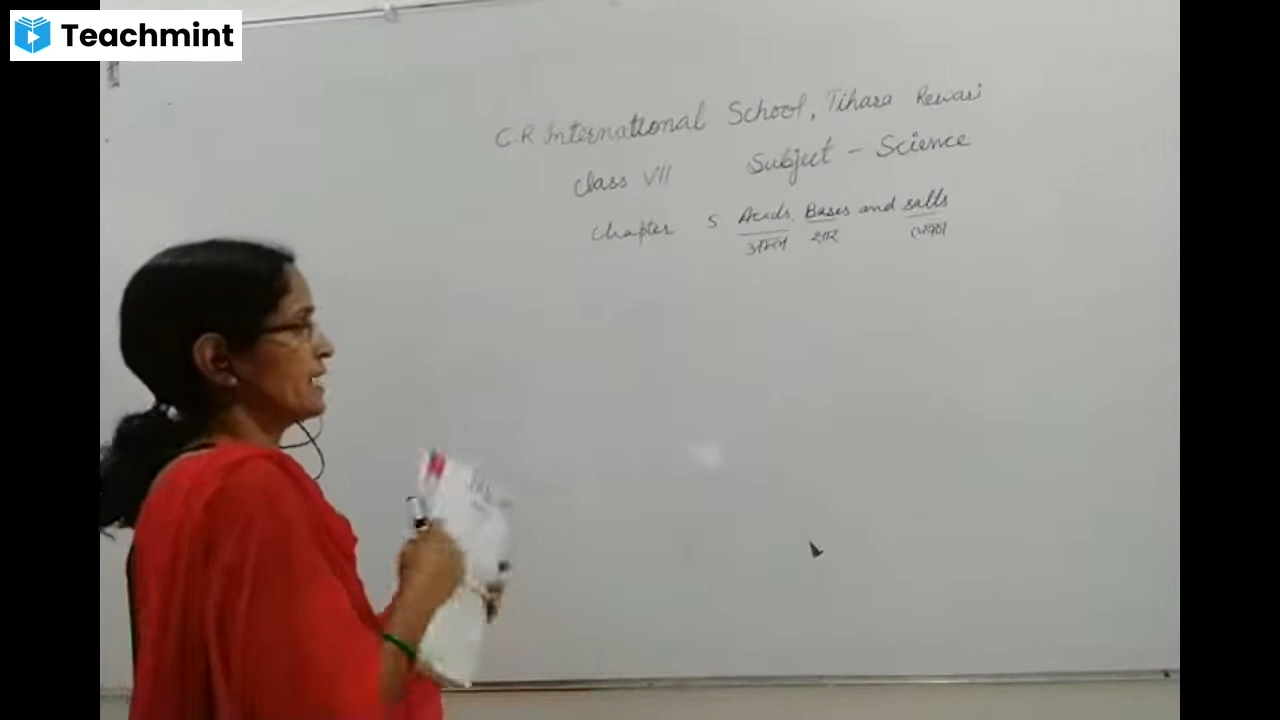 Teachmint
C.R International School, Tihara Rewari
Class VII Subject - Science
Chapter 5 Acids, Bases and salts
अम्ल क्षार लवण